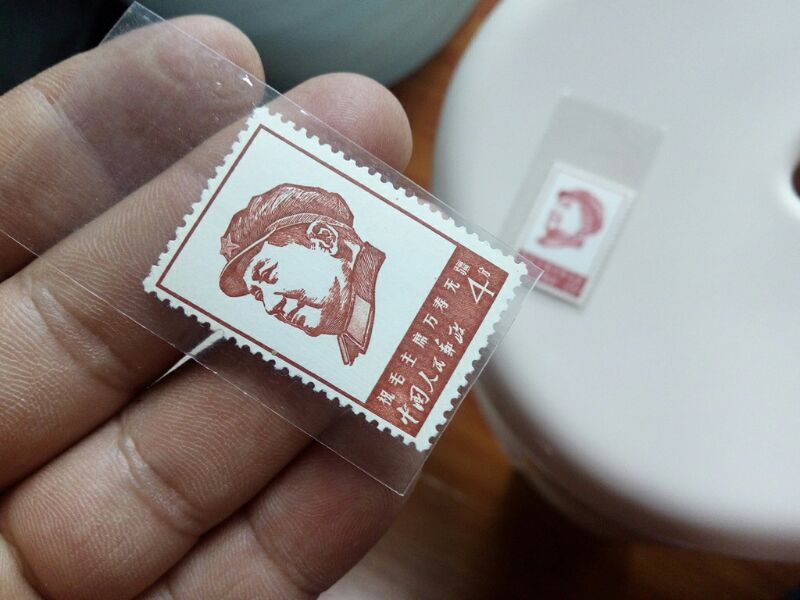 祝毛主席万寿无疆
4分
中国人民邮政